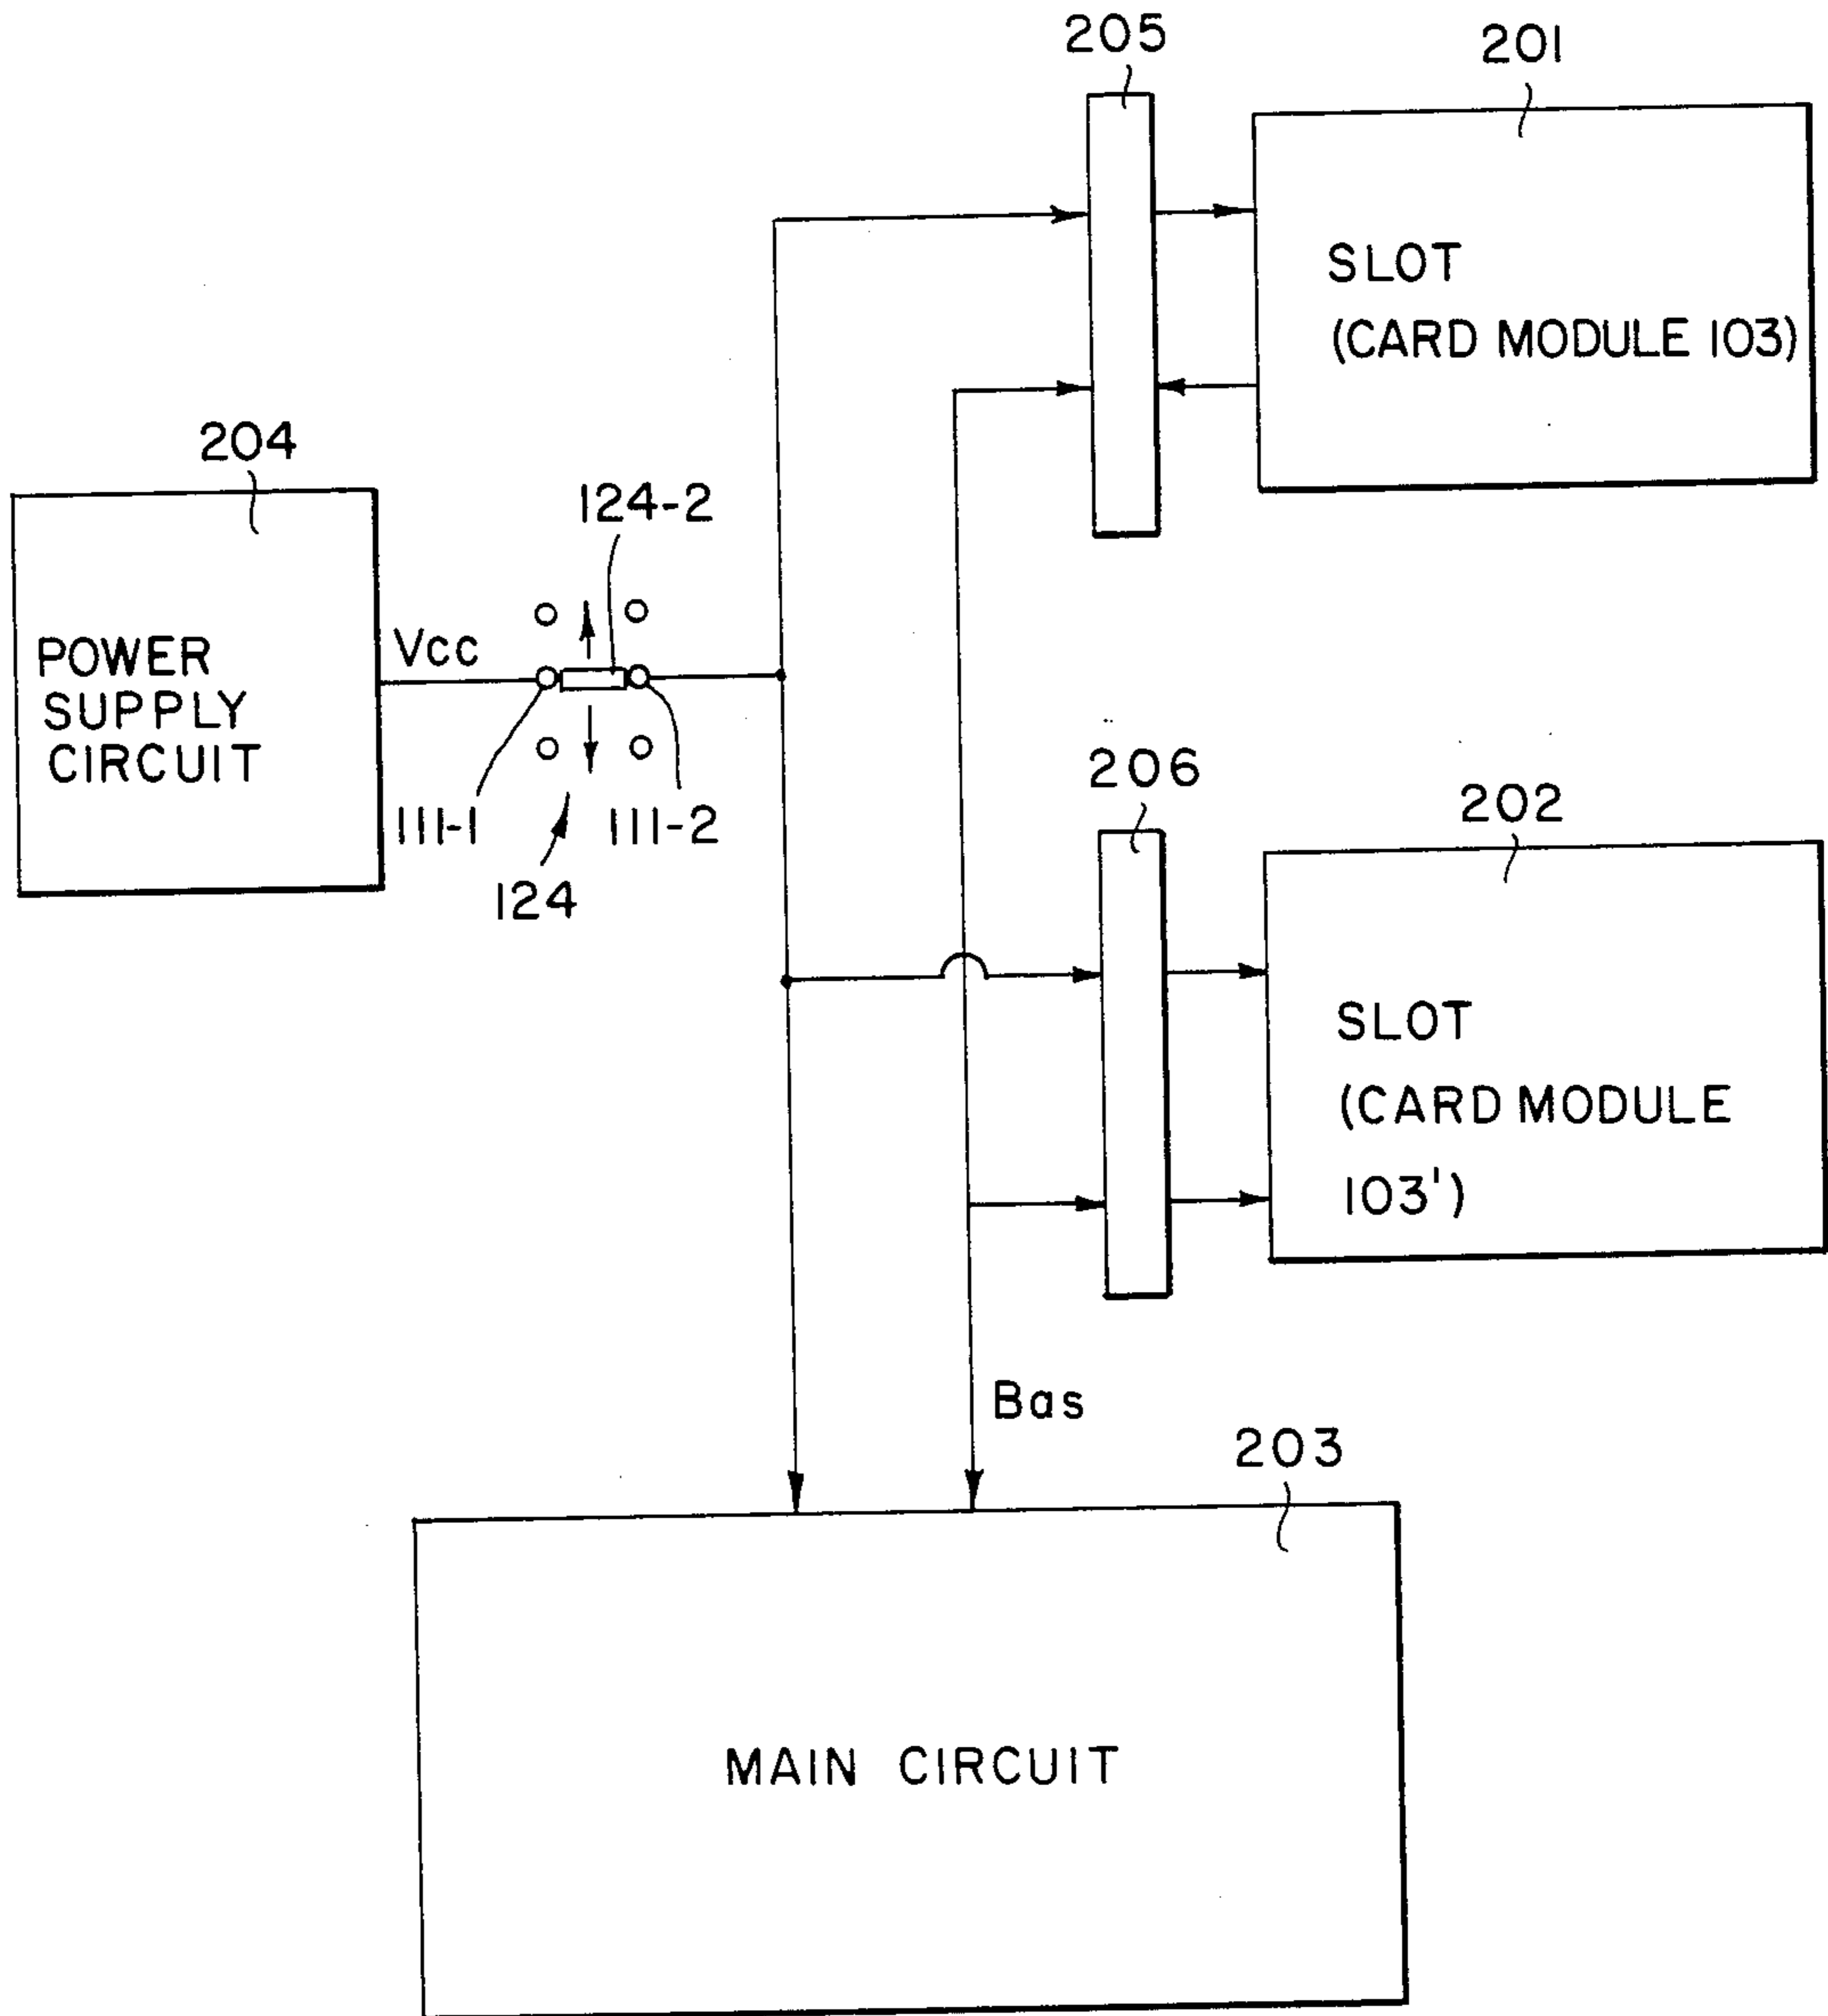 205
201
SLOT
(CARD MODULE 103)
204
124-2
POWER
SUPPLY
CIRCUIT
Vcc
111-1
111-2
124
206
202
SLOT
(CARD MODULE
103')
Bas
203
MAIN CIRCUIT